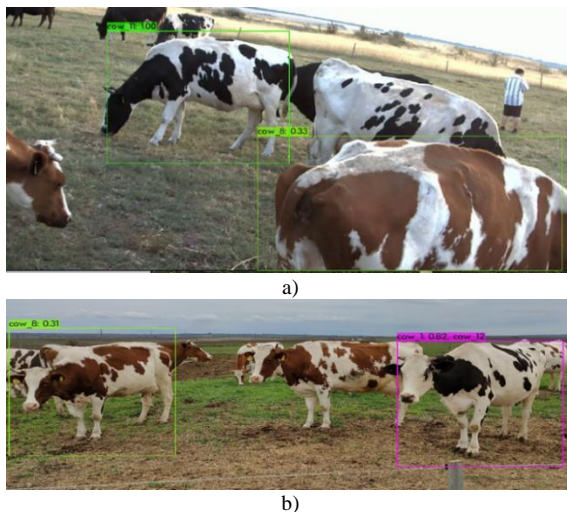 cow_11: 1.00
cow_8: 0.33
a)
cow_8: 0.31
cow_1: 0.82, cow_12
b)